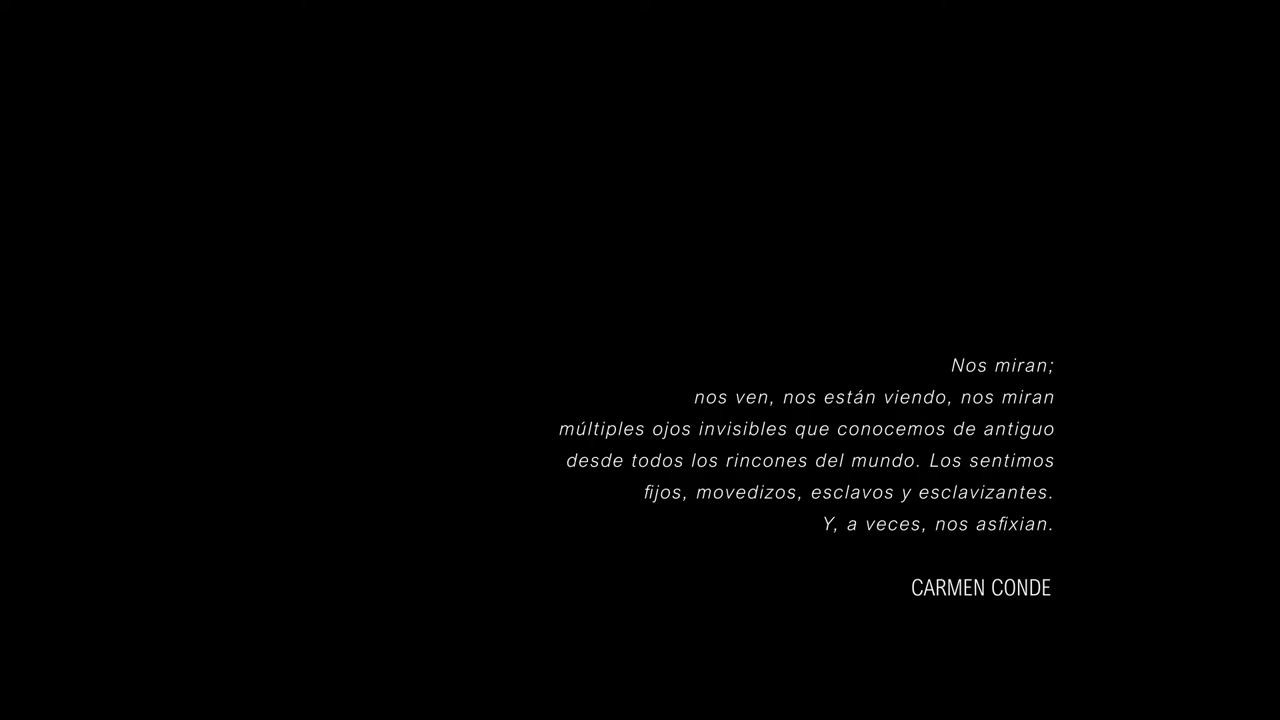 Nos miran;
nos ven, nos están viendo, nos miran
múltiples ojos invisibles que conocemos de antiguo
desde todos los rincones del mundo. Los sentimos
fijos, movedizos, esclavos y esclavizantes.
Y, a veces, nos asfixian.
CARMEN CONDE